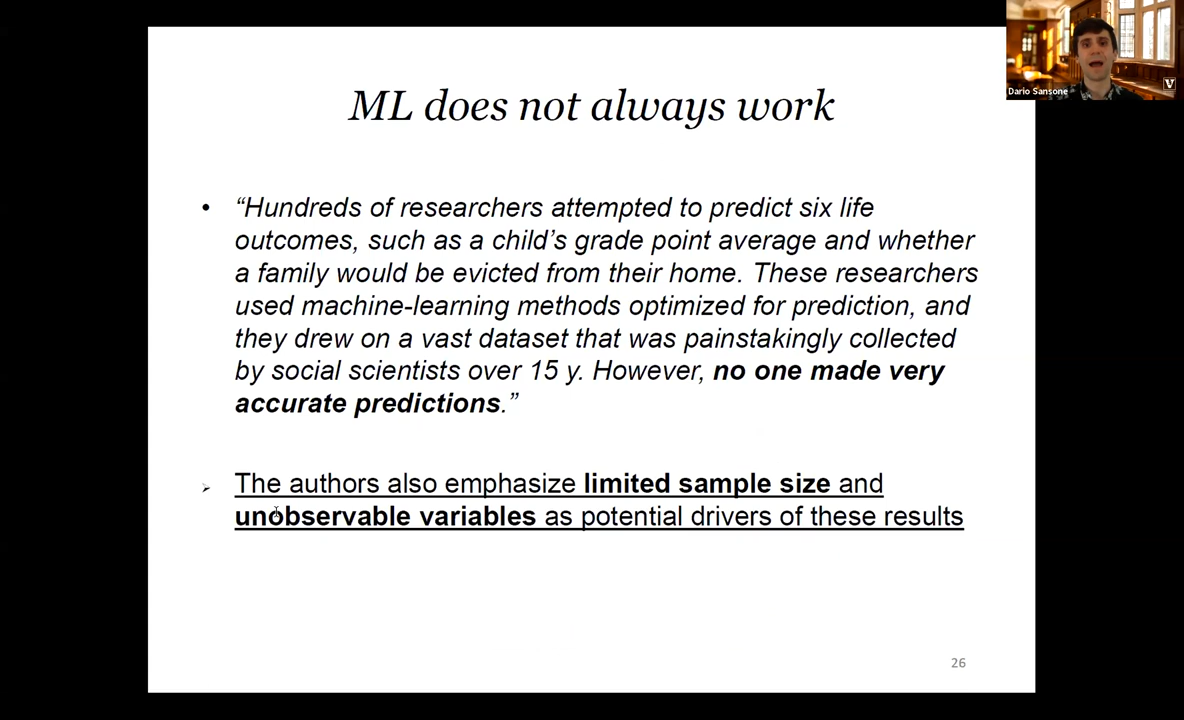 ML does not always work
Dario Sansone
V
• “Hundreds of researchers attempted to predict six life
outcomes, such as a child’s grade point average and whether
a family would be evicted from their home. These researchers
used machine-learning methods optimized for prediction, and
they drew on a vast dataset that was painstakingly collected
by social scientists over 15 y. However, no one made very
accurate predictions.”
➢ The authors also emphasize limited sample size and
unobservable variables as potential drivers of these results
26